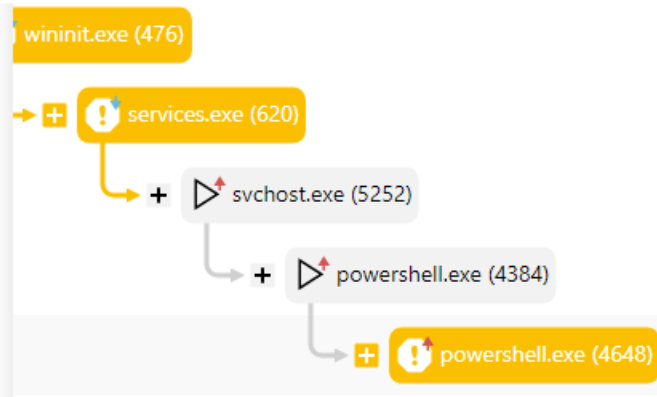 wininit.exe (476)
services.exe (620)
svchost.exe (5252)
powershell.exe (4384)
powershell.exe (4648)